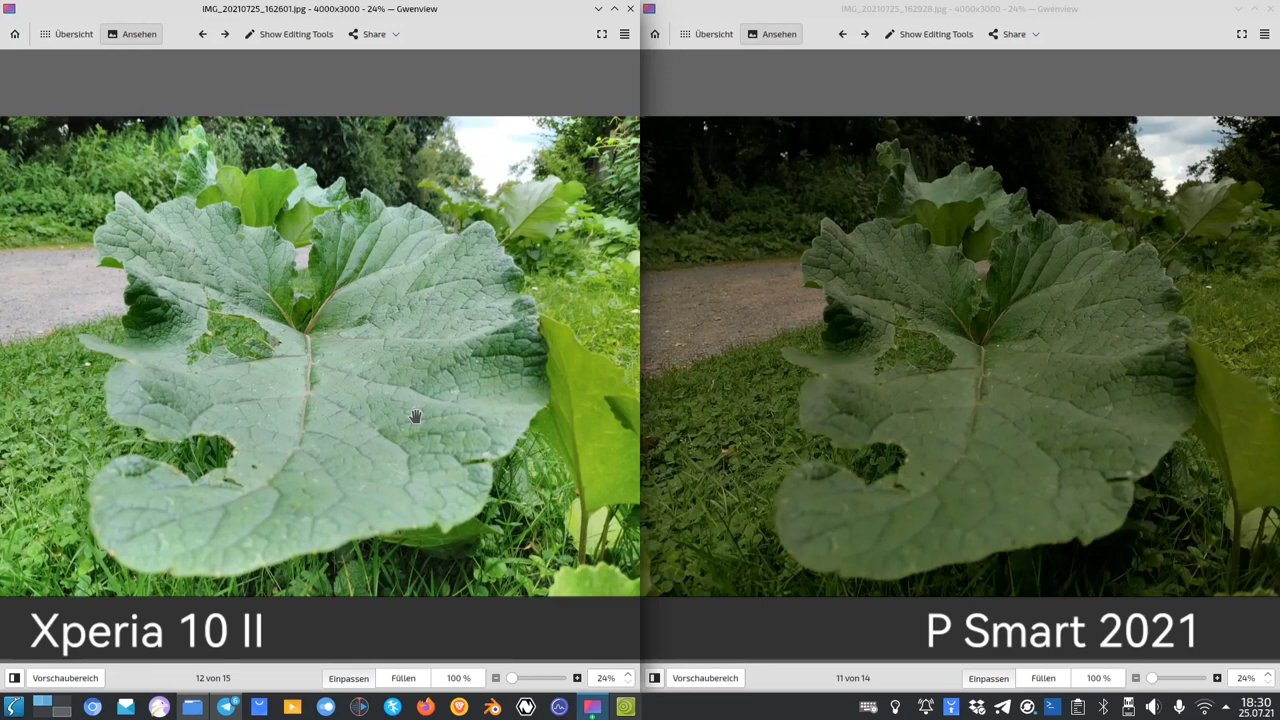 IMG_20210725_162601.jpg - 4000x3000 - 24% — Gwenview
Übersicht
Ansehen
Show Editing Tools
Share
Xperia 10 II
Vorschaubereich
12 von 15
Einpassen
Füllen
100 %
24%
IMG_20210725_162928.jpg - 4000x3000 - 24% — Gwenview
Übersicht
Ansehen
Show Editing Tools
Share
P Smart 2021
Vorschaubereich
11 von 14
Einpassen
Füllen
100 %
24%
18:30
25.07.21